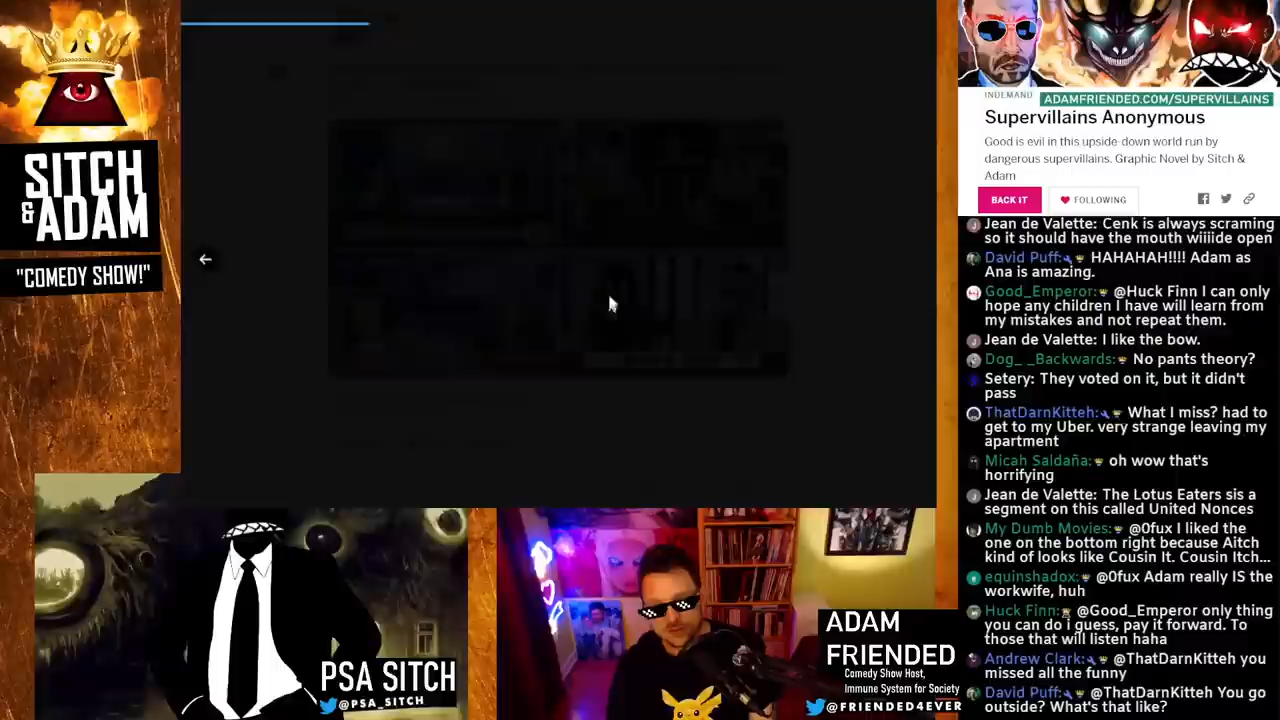 SITCH
& ADAM
"COMEDY SHOW!"
INDEMAND
ADAMFRIENDED.COM/SUPERVILLAINS
Supervillains Anonymous
Good is evil in this upside-down world run by
dangerous supervillains. Graphic Novel by Sitch &
Adam
BACK IT
FOLLOWING
Jean de Valette: Cenk is always scraming
so it should have the mouth wiiiide open
David Puff: HAHAHAH!!!! Adam as
Ana is amazing.
Good_Emperor: @Huck Finn I can only
hope any children I have will learn from
my mistakes and not repeat them.
Jean de Valette: I like the bow.
Dog_ _Backwards: No pants theory?
Setery: They voted on it, but it didn't
pass
ThatDarnKitteh: What I miss? had to
get to my Uber. very strange leaving my
apartment
Micah Saldaña: oh wow that's
horrifying
Jean de Valette: The Lotus Eaters sis a
segment on this called United Nonces
My Dumb Movies: @0fux I liked the
one on the bottom right because Aitch
kind of looks like Cousin It. Cousin Itch...
equinshadox: @0fux Adam really IS the
workwife, huh
Huck Finn: @Good_Emperor only thing
you can do i guess, pay it forward. To
those that will listen haha
Andrew Clark: @ThatDarnKitteh you
missed all the funny
David Puff: @ThatDarnKitteh You go
outside? What's that like?
PSA SITCH
@PSA_SITCH
ADAM
FRIENDED
Comedy Show Host,
Immune System for Society
@FRIENDED4EVER